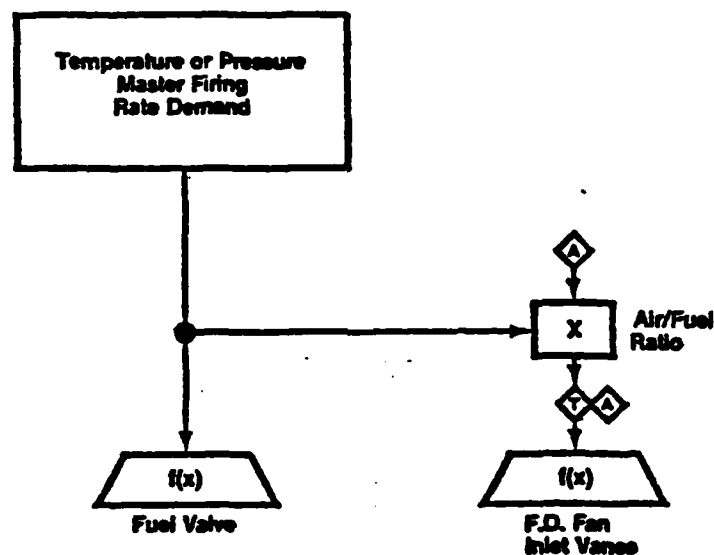 Temperature or Pressure
Master Firing
Rate Demand
A
X
Air/Fuel
Ratio
T
A
f(x)
f(x)
Fuel Valve
F.D. Fan
Inlet Vanes